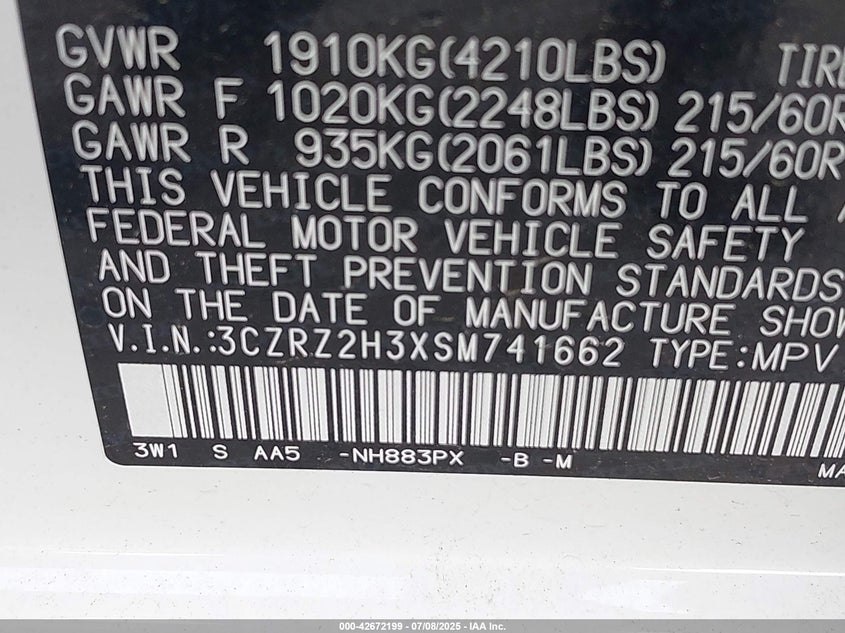 GVWR 1910KG(4210LBS) TIRE
GAWR F 1020KG(2248LBS) 215/60R
GAWR R 935KG(2061LBS) 215/60R
THIS VEHICLE CONFORMS TO ALL A
FEDERAL MOTOR VEHICLE SAFETY
AND THEFT PREVENTION STANDARDS
ON THE DATE OF MANUFACTURE SHOW
V.I.N.:3CZRZ2H3XSM741662 TYPE:MPV
3W1 S AA5 -NH883PX -B -M MA
000-42672199 - 07/08/2025 - IAA Inc.